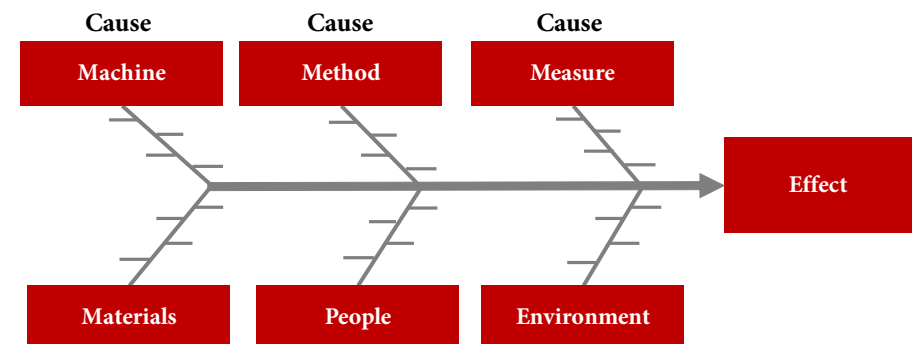 Cause Cause Cause
Machine Method Measure
Effect
Materials People Environment